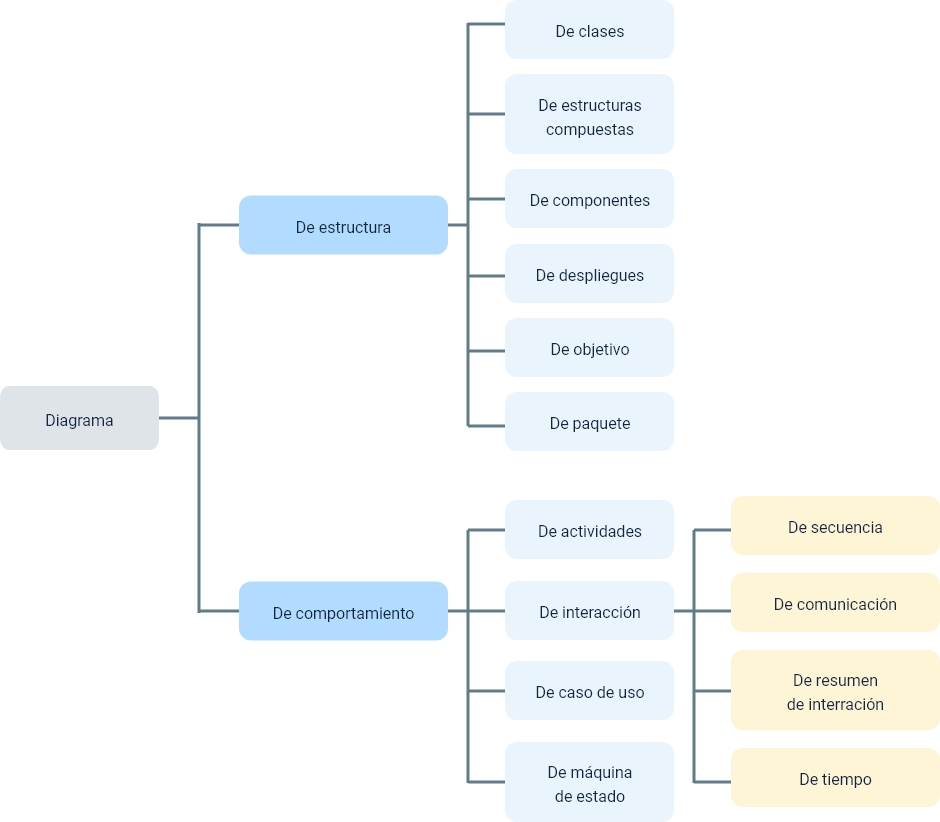 De clases
De estructuras
compuestas
De componentes
De estructura
De despliegues
De objetivo
Diagrama
De paquete
De actividades
De secuencia
De comportamiento
De interacción
De comunicación
De caso de uso
De resumen
de interración
De máquina
de estado
De tiempo